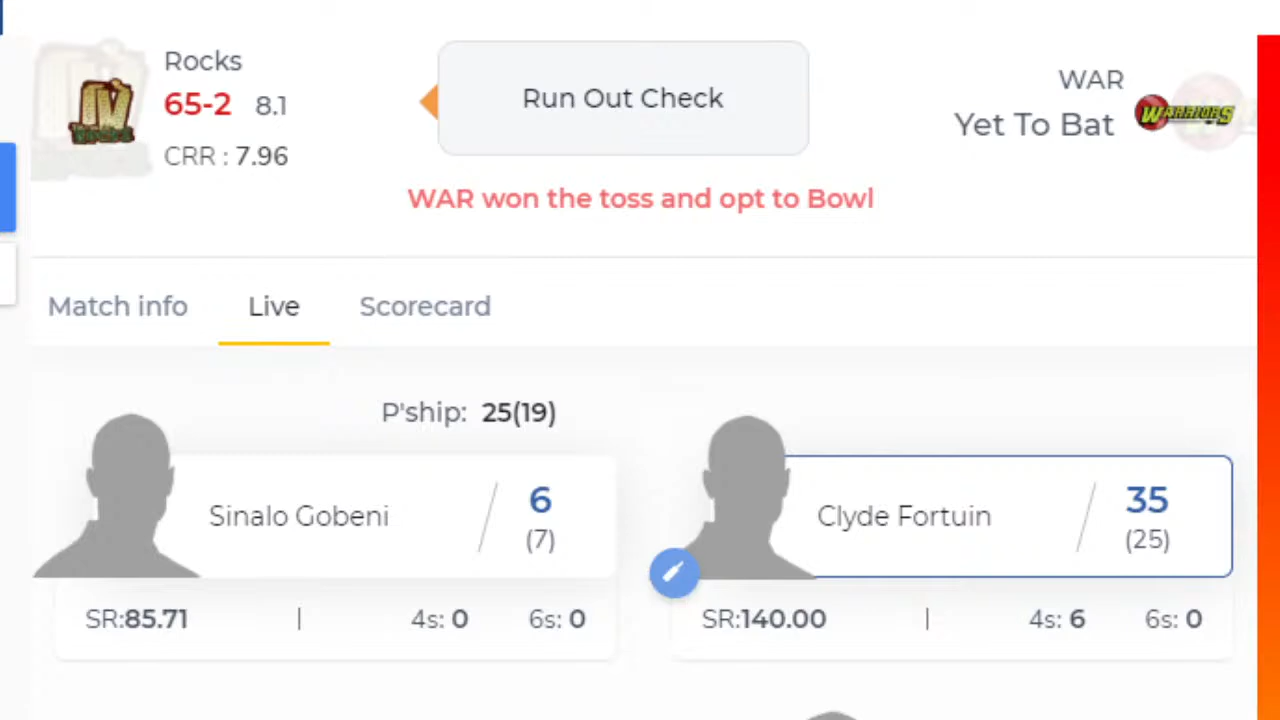 Rocks
65-2 8.1
CRR : 7.96
Run Out Check
WAR
Yet To Bat
WARRIORS
WAR won the toss and opt to Bowl
Match info Live Scorecard
P'ship: 25(19)
Sinalo Gobeni 6 (7)
SR:85.71 | 4s: 0 6s: 0
Clyde Fortuin 35 (25)
SR:140.00 | 4s: 6 6s: 0